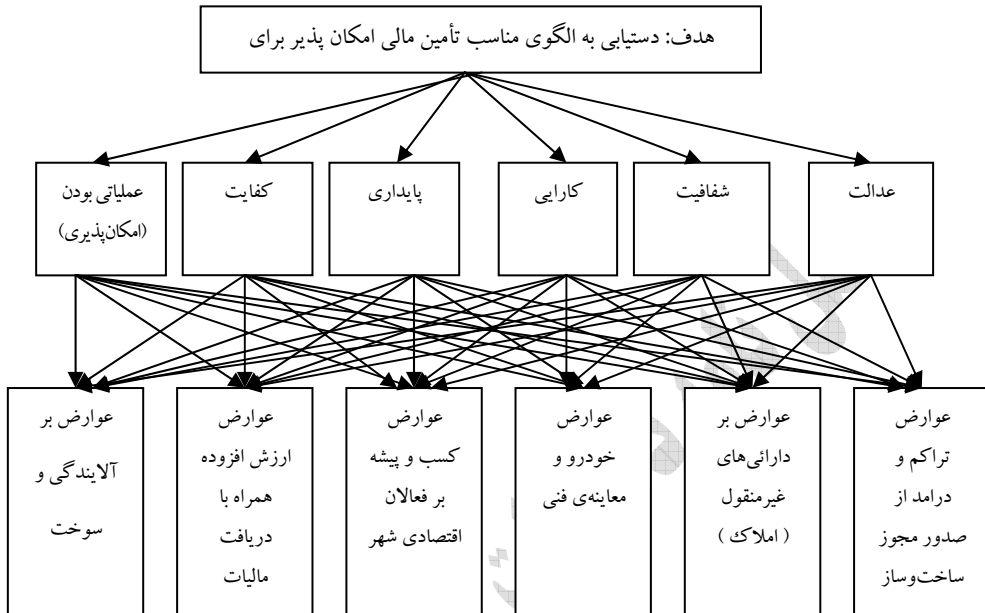 هدف: دستیابی به الگوی مناسب تأمین مالی امکان پذیر برای
عدالت
شفافیت
کارایی
پایداری
کفایت
عملیاتی بودن
(امکان‌پذیری)
عوارض
تراکم و
درامد از
صدور مجوز
ساخت‌وساز
عوارض بر
دارائی‌های
غیرمنقول
( املاک )
عوارض
خودرو و
معاینه‌ی فنی
عوارض
کسب و پیشه
بر فعالان
اقتصادی شهر
عوارض
ارزش افزوده
همراه با
دریافت
مالیات
عوارض بر
آلایندگی و
سوخت